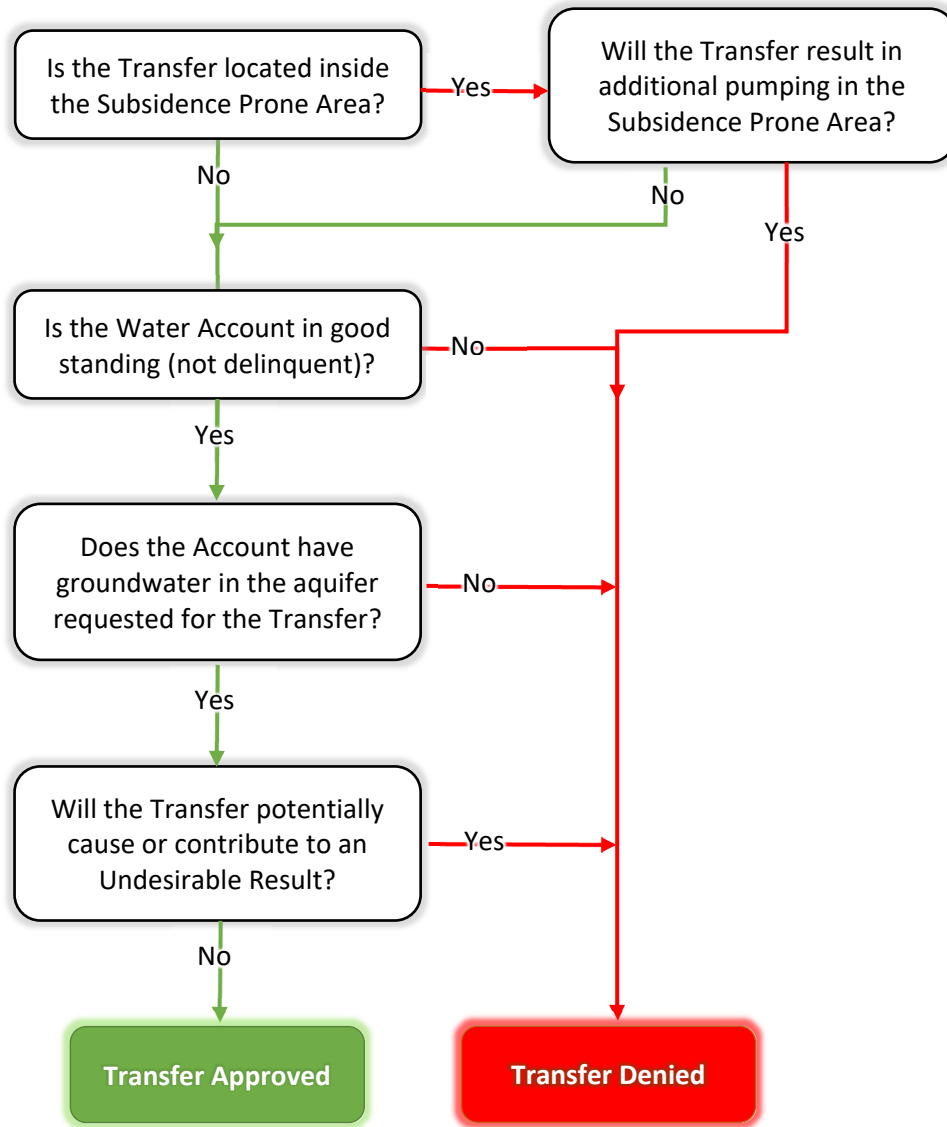 Is the Transfer located inside
the Subsidence Prone Area?
Yes
Will the Transfer result in
additional pumping in the
Subsidence Prone Area?
No
No
Yes
Is the Water Account in good
standing (not delinquent)?
No
Yes
Does the Account have
groundwater in the aquifer
requested for the Transfer?
No
Yes
Will the Transfer potentially
cause or contribute to an
Undesirable Result?
Yes
No
Transfer Approved
Transfer Denied